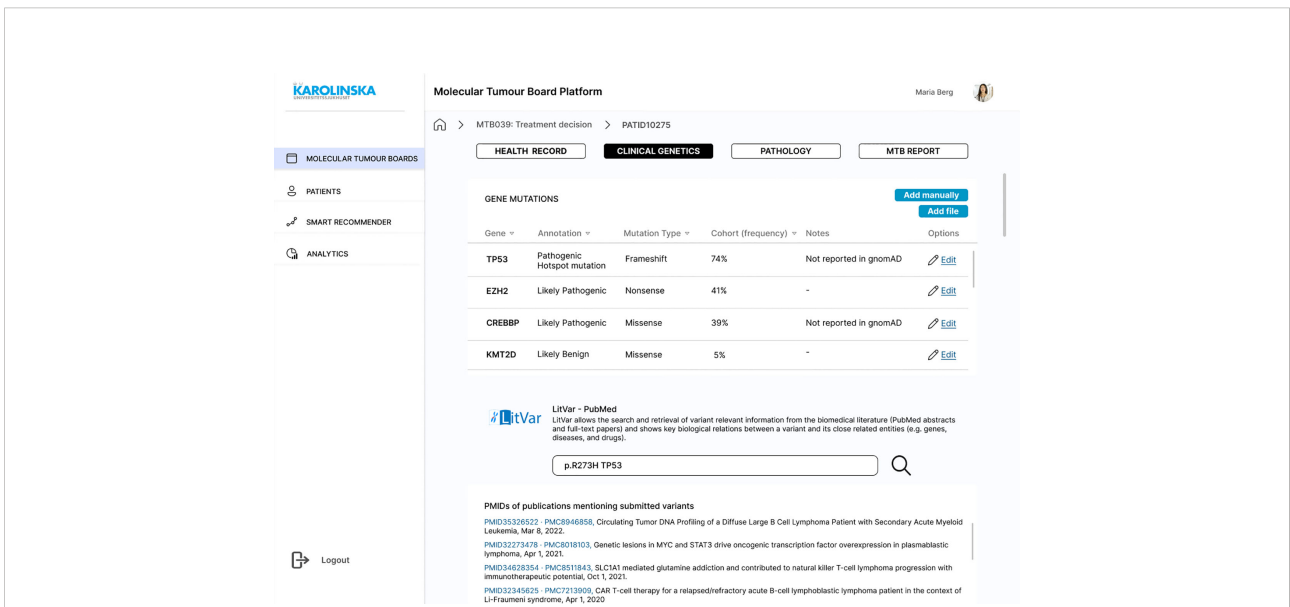 KAROLINSKA
UNIVERSITETSSJUKHUSET
Molecular Tumour Board Platform
Maria Berg
MTB039: Treatment decision > PATID10275
MOLECULAR TUMOUR BOARDS
PATIENTS
SMART RECOMMENDER
ANALYTICS
Logout
HEALTH RECORD
CLINICAL GENETICS
PATHOLOGY
MTB REPORT
GENE MUTATIONS
Add manually
Add file
Gene Annotation Mutation Type Cohort (frequency) Notes Options
TP53 Pathogenic Hotspot mutation Frameshift 74% Not reported in gnomAD Edit
EZH2 Likely Pathogenic Nonsense 41% - Edit
CREBBP Likely Pathogenic Missense 39% Not reported in gnomAD Edit
KMT2D Likely Benign Missense 5% - Edit
LitVar
LitVar - PubMed
LitVar allows the search and retrieval of variant relevant information from the biomedical literature (PubMed abstracts
and full-text papers) and shows key biological relations between a variant and its close related entities (e.g. genes,
diseases, and drugs).
p.R273H TP53
PMIDs of publications mentioning submitted variants
PMID35326522 · PMC8946858, Circulating Tumor DNA Profiling of a Diffuse Large B Cell Lymphoma Patient with Secondary Acute Myeloid
Leukemia, Mar 8, 2022.
PMID32273478 · PMC8018103, Genetic lesions in MYC and STAT3 drive oncogenic transcription factor overexpression in plasmablastic
lymphoma, Apr 1, 2021.
PMID34628354 · PMC8511843, SLC1A1 mediated glutamine addiction and contributed to natural killer T-cell lymphoma progression with
immunotherapeutic potential, Oct 1, 2021.
PMID32345625 · PMC7213909, CAR T-cell therapy for a relapsed/refractory acute B-cell lymphoblastic lymphoma patient in the context of
Li-Fraumeni syndrome, Apr 1, 2020